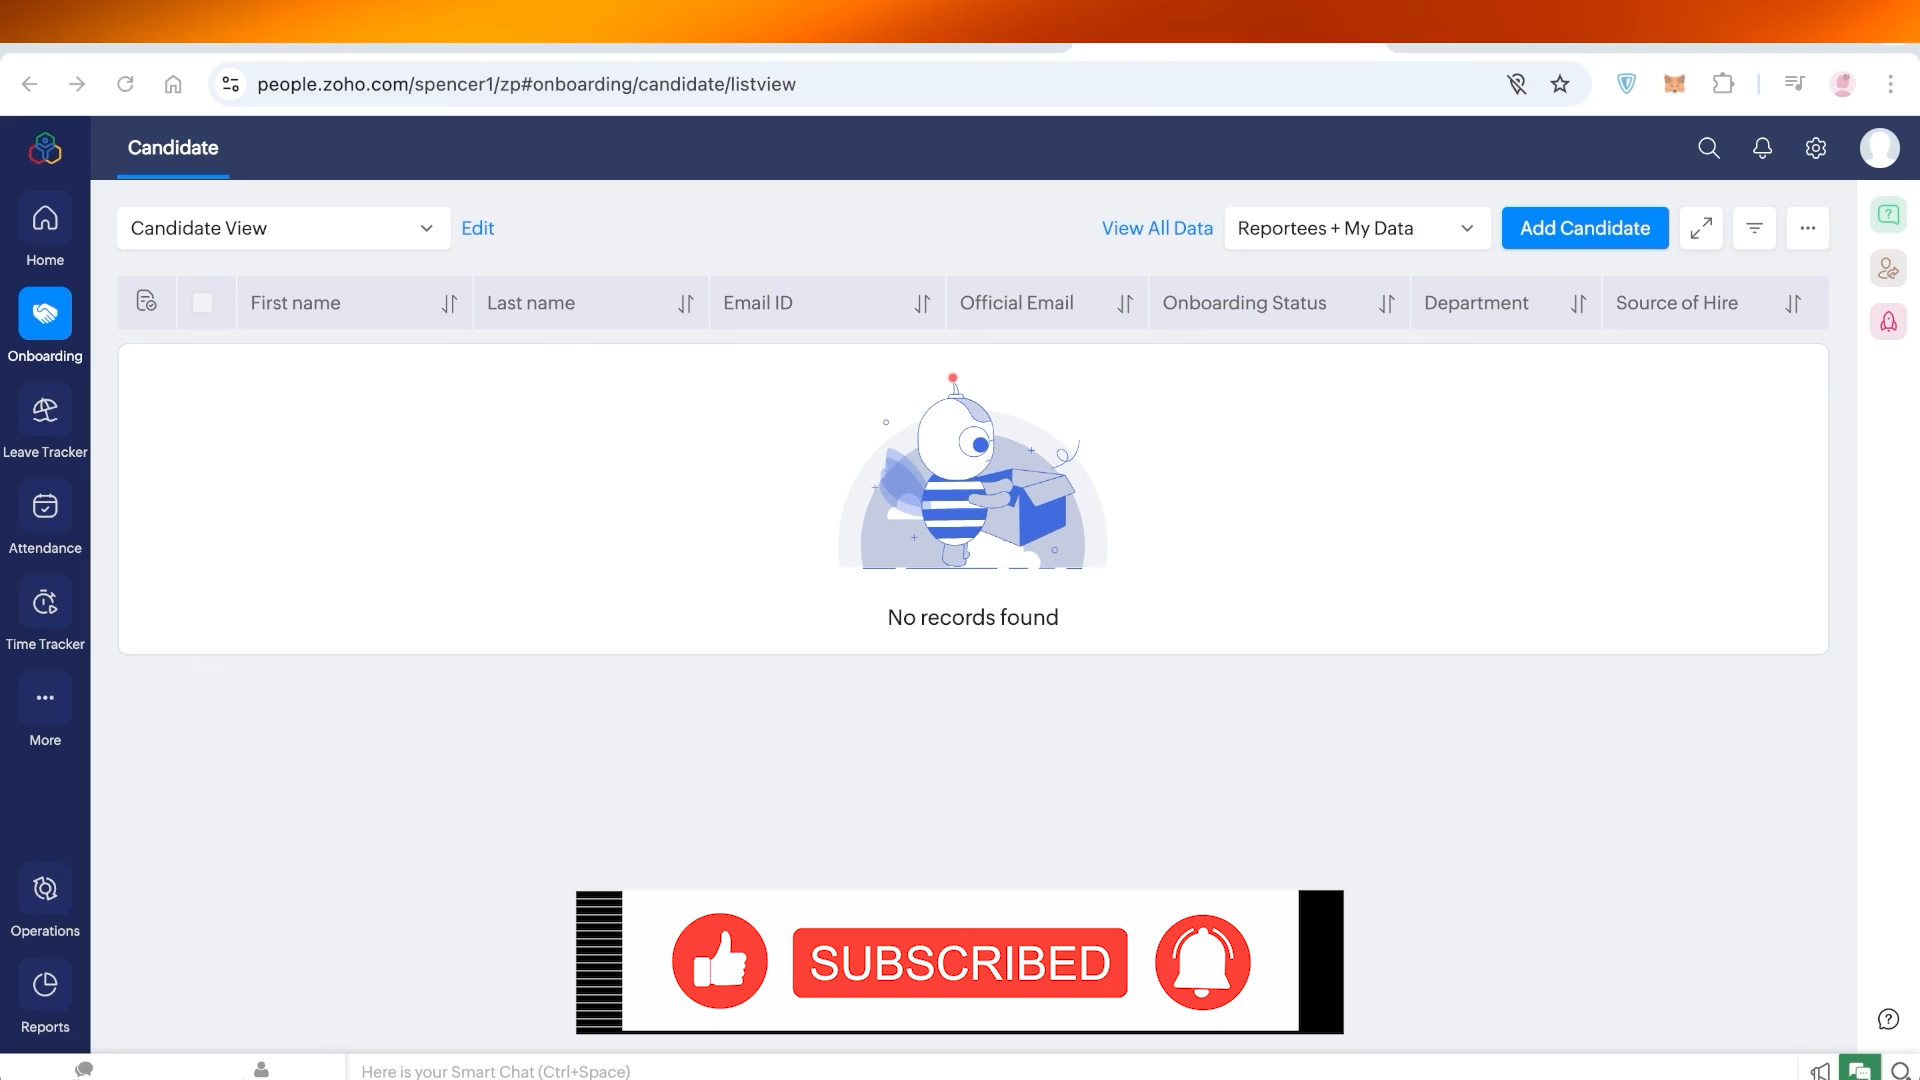 people.zoho.com/spencer1/zp#onboarding/candidate/listview
Candidate
Candidate View
Edit
View All Data
Reportees + My Data
Add Candidate
First name
Last name
Email ID
Official Email
Onboarding Status
Department
Source of Hire
No records found
Home
Onboarding
Leave Tracker
Attendance
Time Tracker
More
Operations
Reports
SUBSCRIBED
Here is your Smart Chat (Ctrl+Space)